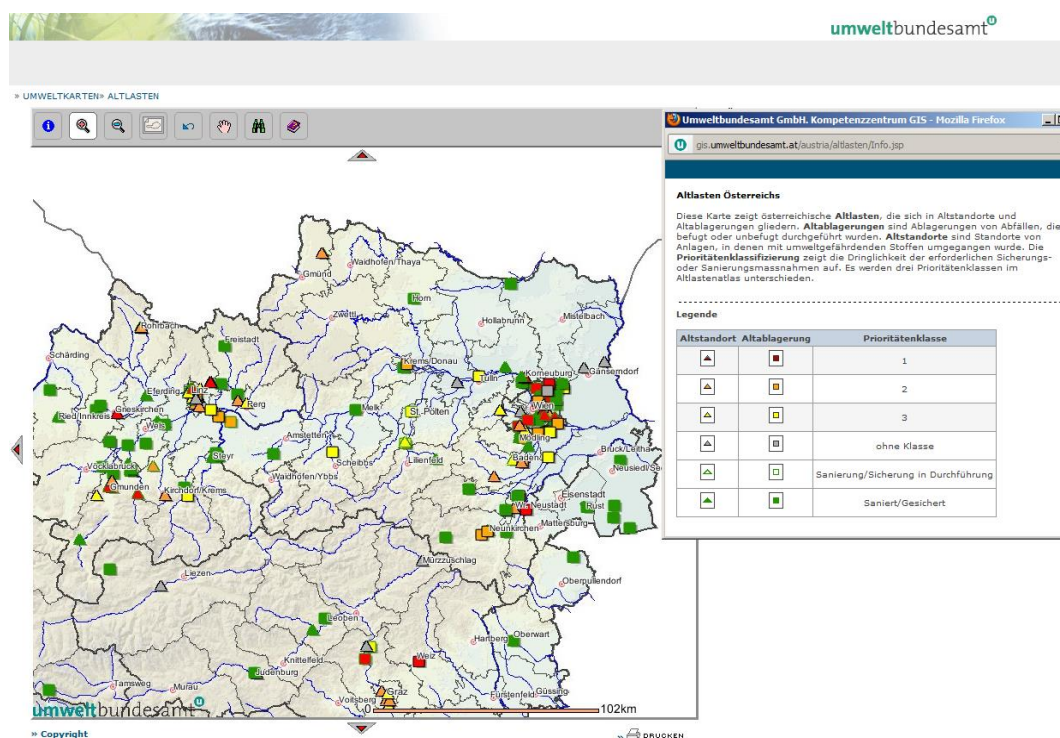 umweltbundesamt
» UMWELTKARTEN» ALTLASTEN
Umweltbundesamt GmbH. Kompetenzzentrum GIS - Mozilla Firefox
gis.umweltbundesamt.at/austria/altlasten/Info.jsp
Altlasten Österreichs
Diese Karte zeigt österreichische Altlasten, die sich in Altstandorte und
Altablagerungen gliedern. Altablagerungen sind Ablagerungen von Abfällen, die
befugt oder unbefugt durchgeführt wurden. Altstandorte sind Standorte von
Anlagen, in denen mit umweltgefährdenden Stoffen umgegangen wurde. Die
Prioritätenklassifizierung zeigt die Dringlichkeit der erforderlichen Sicherungs-
oder Sanierungsmassnahmen auf. Es werden drei Prioritätenklassen im
Altlastenatlas unterschieden.
Legende
Altstandort Altablagerung Prioritätenklasse
1
2
3
ohne Klasse
Sanierung/Sicherung in Durchführung
Saniert/Gesichert
Waidhofen/Thaya
Gmünd
Horn
Zwettl
Hollabrunn
Mistelbach
Rohrbach
Freistadt
Schärding
Krems/Donau
Korneuburg
Gänserndorf
Tulln
Eferding
Linz
Perg
Grieskirchen
Ried/Innkreis
Wels
Melk
St. Pölten
Wien
Amstetten
Mödling
Steyr
Scheibbs
Lilienfeld
Baden
Bruck/Leitha
Vöcklabruck
Neusiedl/See
Waidhofen/Ybbs
Gmunden
Kirchdorf/Krems
Eisenstadt
Wr. Neustadt
Rust
Neunkirchen
Mattersburg
Mürzzuschlag
Liezen
Oberpullendorf
Leoben
Hartberg
Oberwart
Knittelfeld
Weiz
Judenburg
Tamsweg
Murau
Voitsberg
Graz
Fürstenfeld
Güssing
umweltbundesamt
0
102km
» Copyright
» DRUCKEN